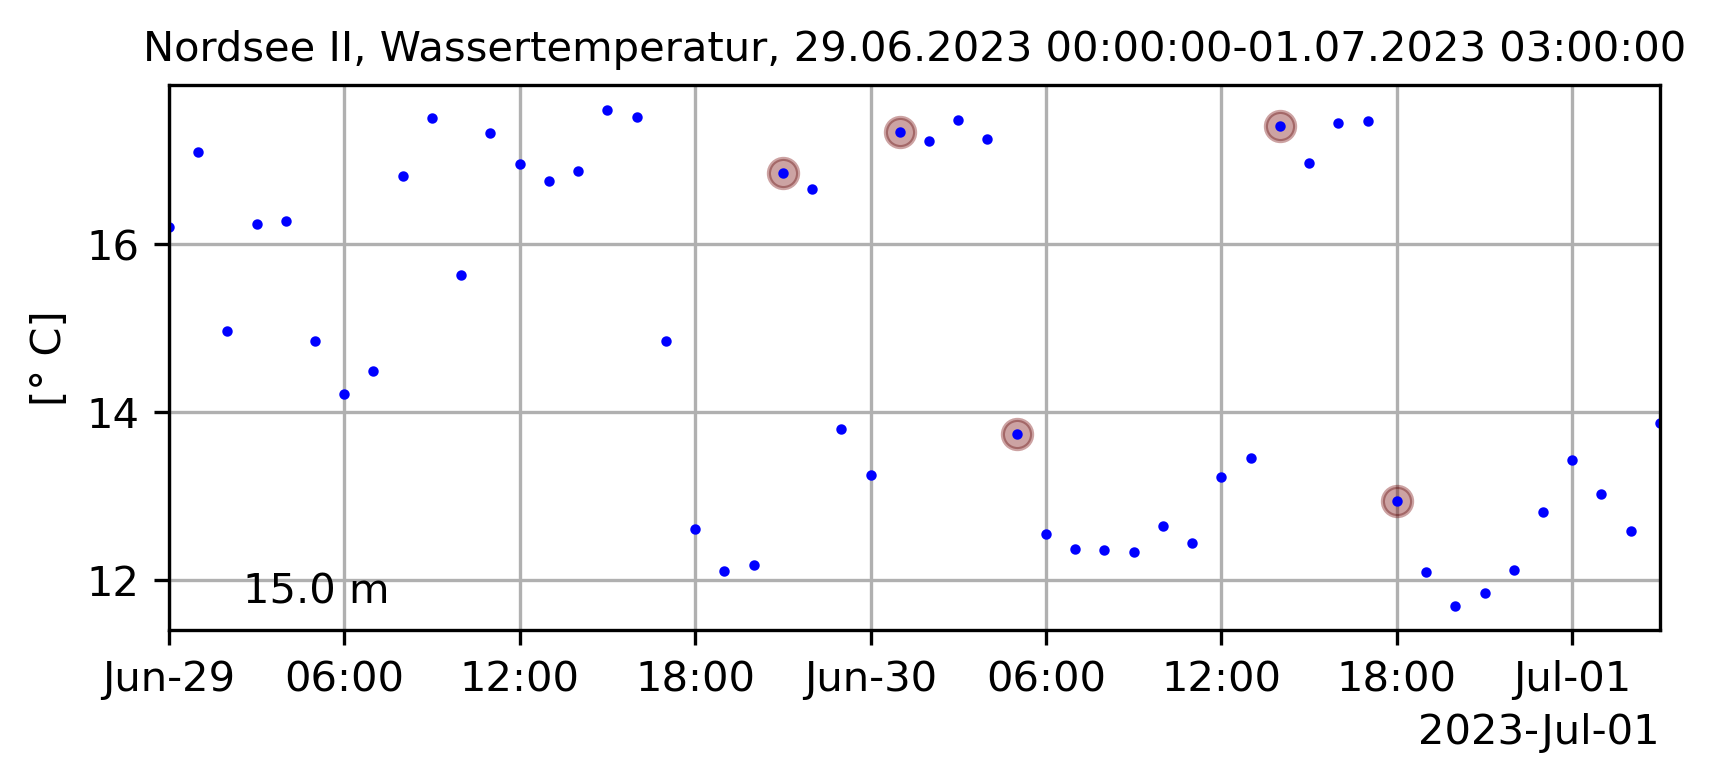 Nordsee II, Wassertemperatur, 29.06.2023 00:00:00-01.07.2023 03:00:00
[° C]
16
14
12
15.0 m
Jun-29 06:00 12:00 18:00 Jun-30 06:00 12:00 18:00 Jul-01
2023-Jul-01